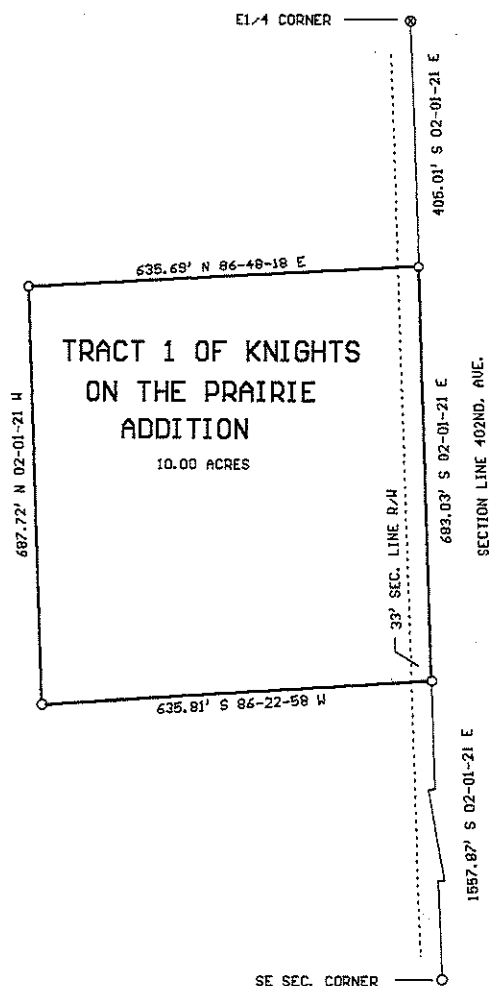 E1/4 CORNER
405.01' S 02-01-21 E
635.69' N 86-48-18 E
TRACT 1 OF KNIGHTS
ON THE PRAIRIE
ADDITION
10.00 ACRES
687.72' N 02-01-21 W
33' SEC. LINE R/W
683.03' S 02-01-21 E
SECTION LINE 402ND. AVE.
635.81' S 86-22-58 W
1557.87' S 02-01-21 E
SE SEC. CORNER